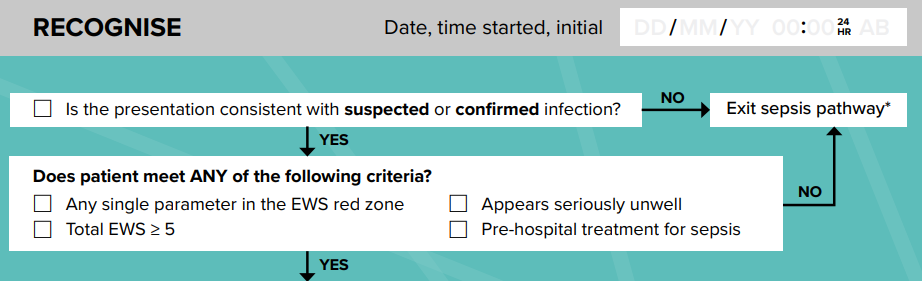 RECOGNISE
Date, time started, initial
DD/MM/YY 00:00 24 HR AB
Is the presentation consistent with suspected or confirmed infection?
NO
Exit sepsis pathway*
YES
Does patient meet ANY of the following criteria?
Any single parameter in the EWS red zone
Appears seriously unwell
NO
Total EWS ≥ 5
Pre-hospital treatment for sepsis
YES